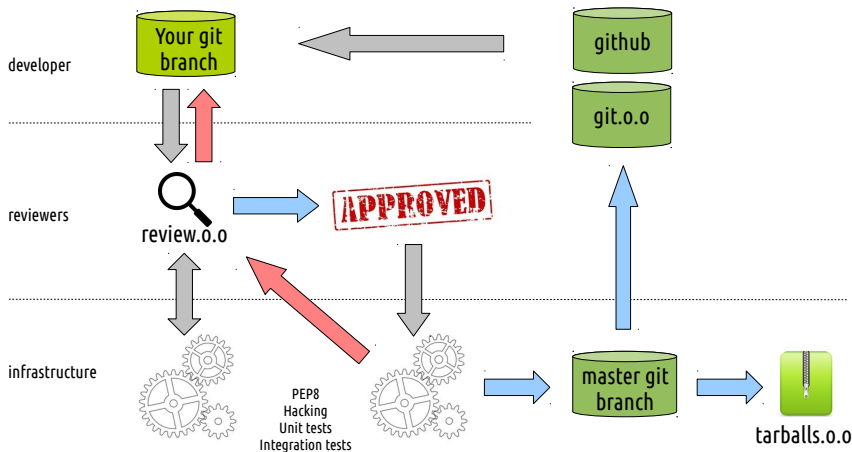 Your git
branch
github
developer
git.o.o
APPROVED
reviewers
review.o.o
infrastructure
PEP8
Hacking
Unit tests
Integration tests
master git
branch
tarballs.o.o